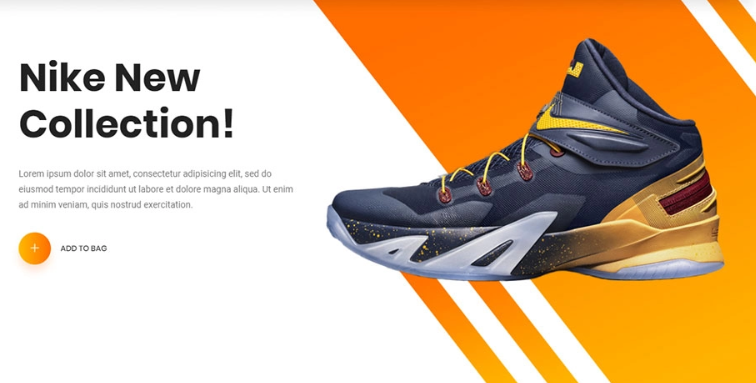 Nike New
Collection!
Lorem ipsum dolor sit amet, consectetur adipisicing elit, sed do
eiusmod tempor incididunt ut labore et dolore magna aliqua. Ut enim
ad minim veniam, quis nostrud exercitation.
+ ADD TO BAG